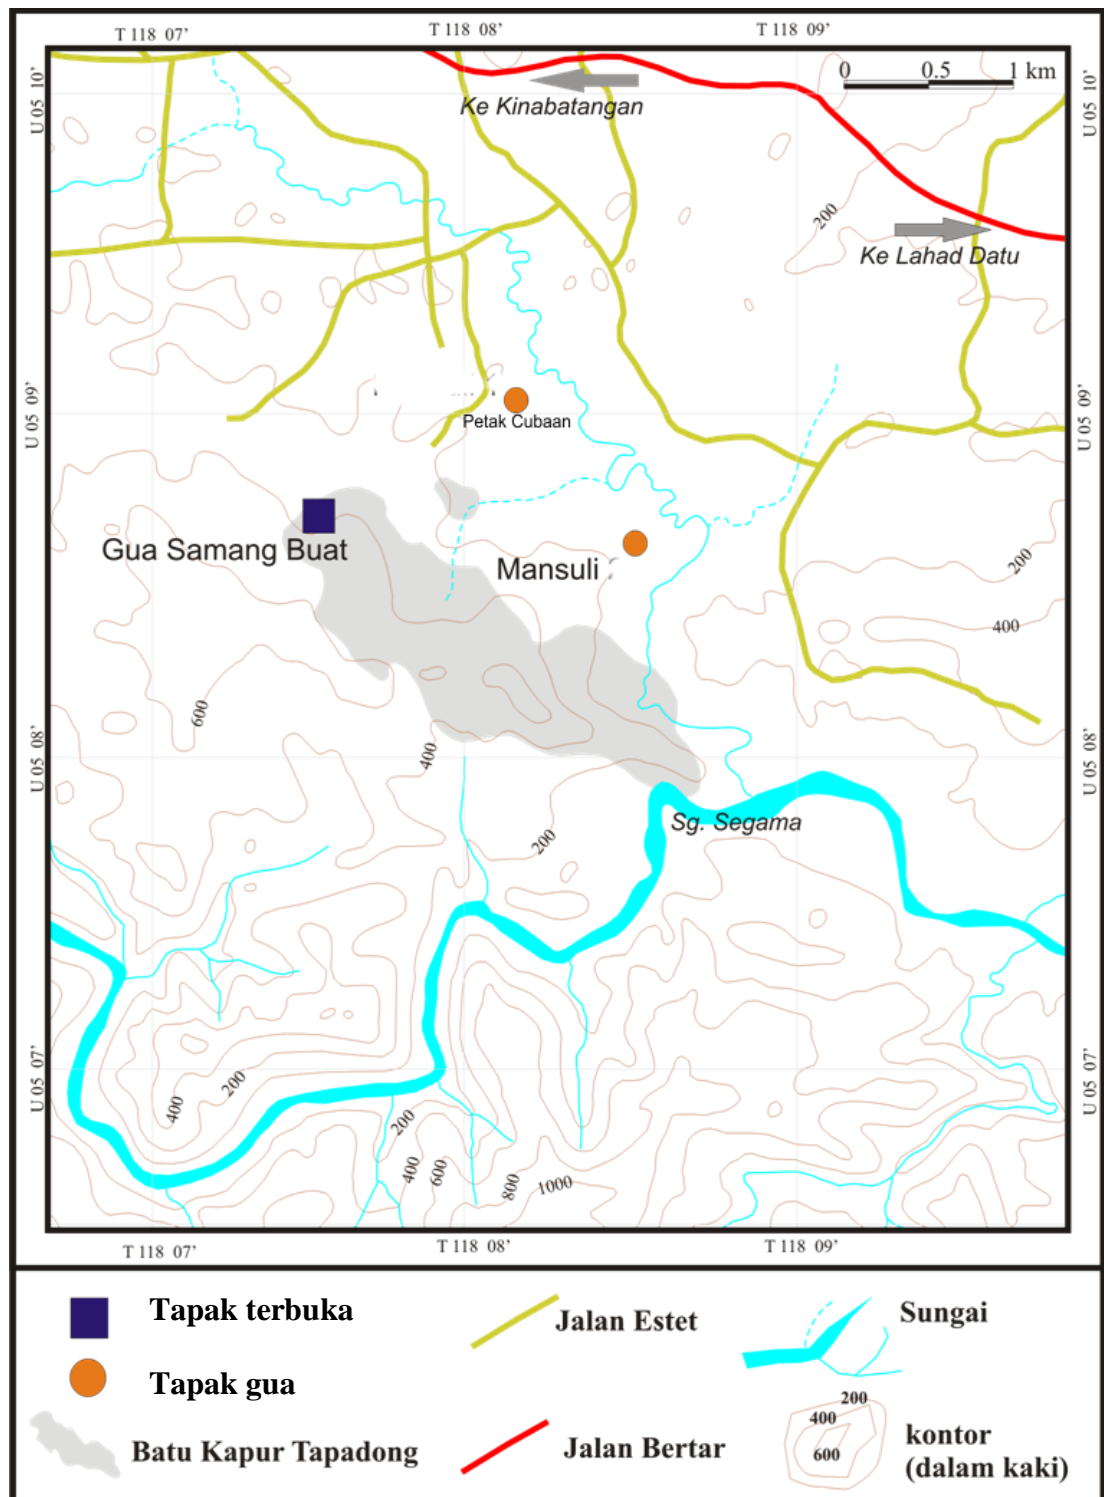 T 118 07’
T 118 08’
T 118 09’
U 05 10’
U 05 10’
0 0.5 1 km
Ke Kinabatangan
200
Ke Lahad Datu
U 05 09’
U 05 09’
Petak Cubaan
Gua Samang Buat
Mansuli
200
400
600
400
U 05 08’
U 05 08’
200
Sg. Segama
U 05 07’
U 05 07’
200
400
200
400
600
800
1000
T 118 07’
T 118 08’
T 118 09’
Tapak terbuka
Jalan Estet
Sungai
Tapak gua
Batu Kapur Tapadong
Jalan Bertar
200
400
600
kontor
(dalam kaki)